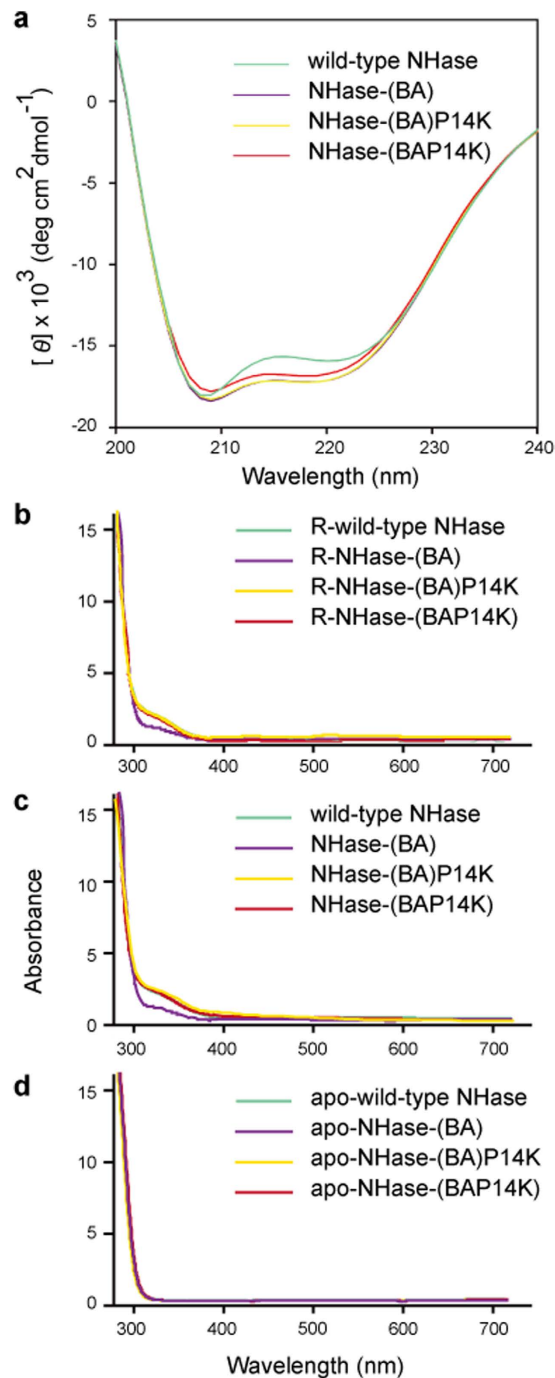 a
[θ] x 10³ (deg cm² dmol⁻¹)
5
0
-5
-10
-15
-20
wild-type NHase
NHase-(BA)
NHase-(BA)P14K
NHase-(BAP14K)
200 210 220 230 240
Wavelength (nm)
b
15
10
5
0
R-wild-type NHase
R-NHase-(BA)
R-NHase-(BA)P14K
R-NHase-(BAP14K)
300 400 500 600 700
c
Absorbance
15
10
5
0
wild-type NHase
NHase-(BA)
NHase-(BA)P14K
NHase-(BAP14K)
300 400 500 600 700
d
15
10
5
0
apo-wild-type NHase
apo-NHase-(BA)
apo-NHase-(BA)P14K
apo-NHase-(BAP14K)
300 400 500 600 700
Wavelength (nm)